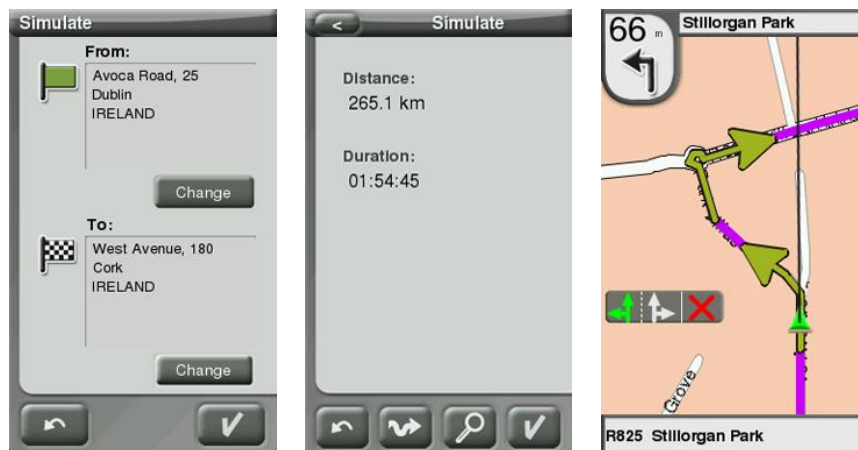 Simulate
From:
Avoca Road, 25
Dublin
IRELAND
Change
To:
West Avenue, 180
Cork
IRELAND
Change
<
Simulate
Distance:
265.1 km
Duration:
01:54:45
66 m
Stillorgan Park
Grove
R825 Stillorgan Park